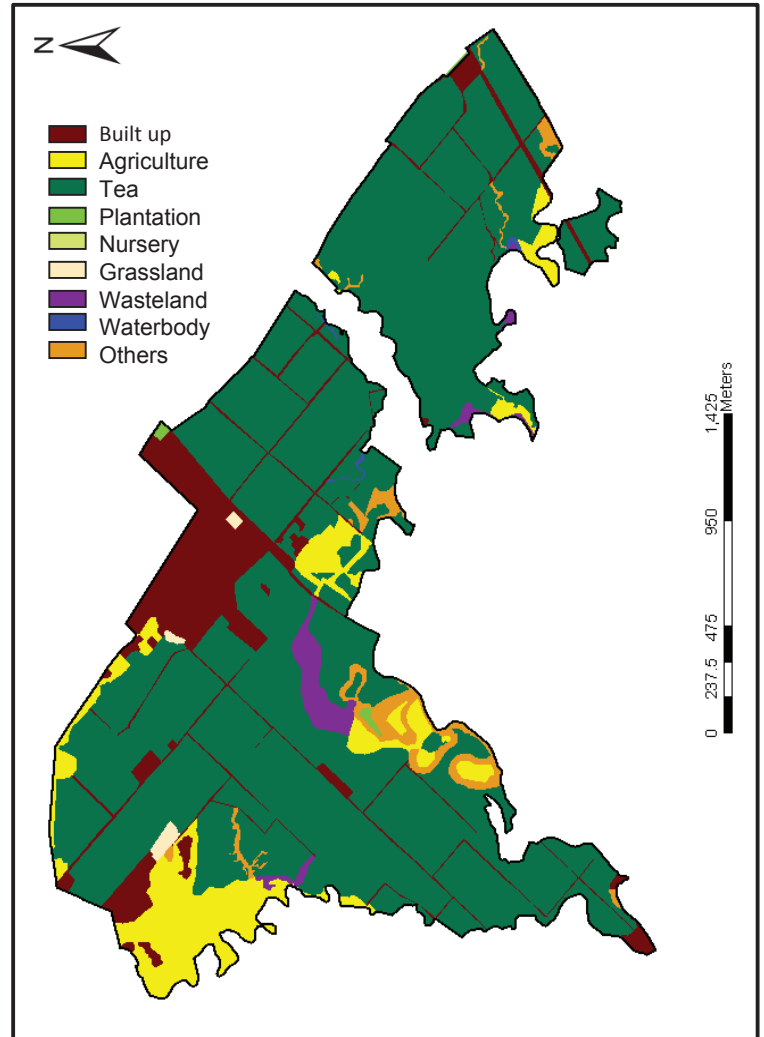 N
Built up
Agriculture
Tea
Plantation
Nursery
Grassland
Wasteland
Waterbody
Others
0 237.5 475 950 1,425
Meters